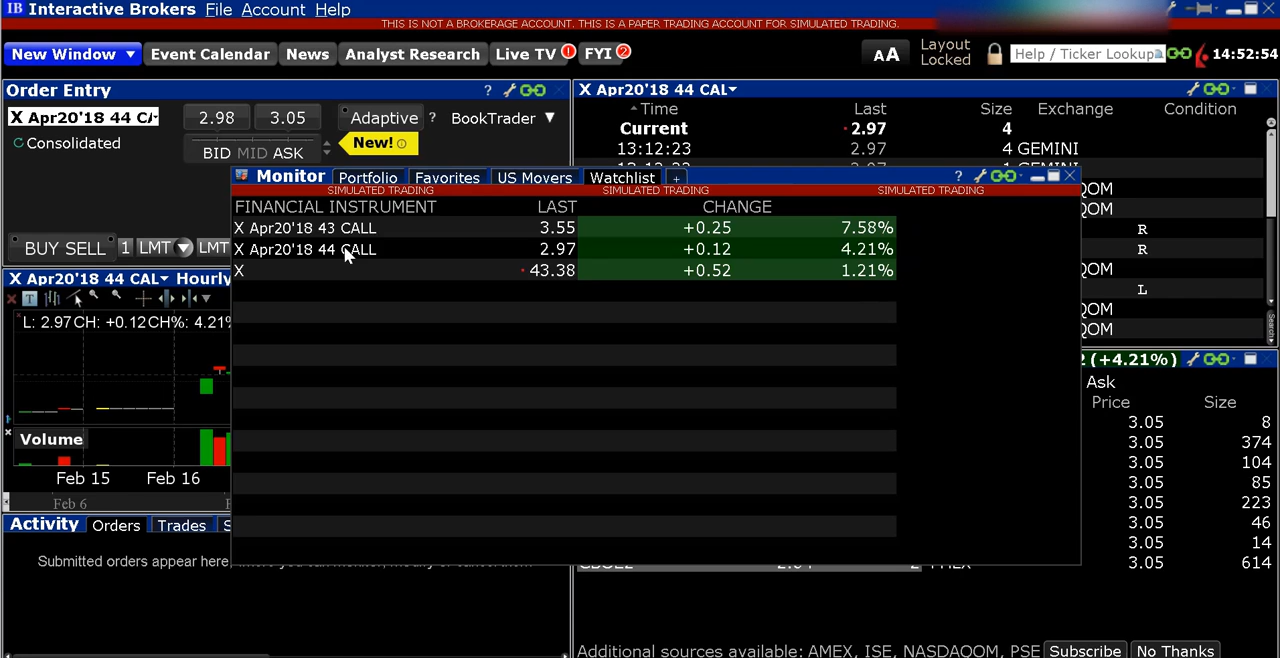 IB Interactive Brokers File Account Help
THIS IS NOT A BROKERAGE ACCOUNT, THIS IS A PAPER TRADING ACCOUNT FOR SIMULATED TRADING.
New Window ▼ Event Calendar News Analyst Research Live TV ! FYI 2 AA Layout Locked Help / Ticker Lookup 14:52:54
Order Entry ?
X Apr20'18 44 CA 2.98 3.05 Adaptive ? BookTrader ▼
Consolidated BID MID ASK New!
BUY SELL 1 LMT LMT
X Apr20'18 44 CAL Hourly
L: 2.97 CH: +0.12 CH%: 4.21%
Volume
Feb 15 Feb 16
Feb 6
Activity Orders Trades S
Submitted orders appear here
Monitor Portfolio Favorites US Movers Watchlist + ?
SIMULATED TRADING SIMULATED TRADING SIMULATED TRADING
FINANCIAL INSTRUMENT LAST CHANGE
X Apr20'18 43 CALL 3.55 +0.25 7.58%
X Apr20'18 44 CALL 2.97 +0.12 4.21%
X 43.38 +0.52 1.21%
X Apr20'18 44 CAL
Time Last Size Exchange Condition
Current 2.97 4
13:12:23 2.97 4 GEMINI
QOM
QOM
R
R
QOM
L
QOM
QOM
Search
2 (+4.21%)
Ask
Price Size
3.05 8
3.05 374
3.05 104
3.05 85
3.05 223
3.05 46
3.05 14
3.05 614
Additional sources available: AMEX, ISE, NASDAQOM, PSE Subscribe No Thanks